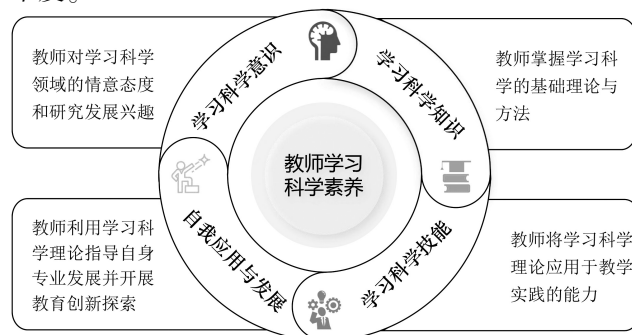 教师对学习科学
领域的情意态度
和研究发展兴趣
学习科学意识
学习科学知识
教师掌握学习科
学的基础理论与
方法
教师学习
科学素养
教师利用学习科
学理论指导自身
专业发展并开展
教育创新探索
自我应用与发展
学习科学技能
教师将学习科学
理论应用于教学
实践的能力